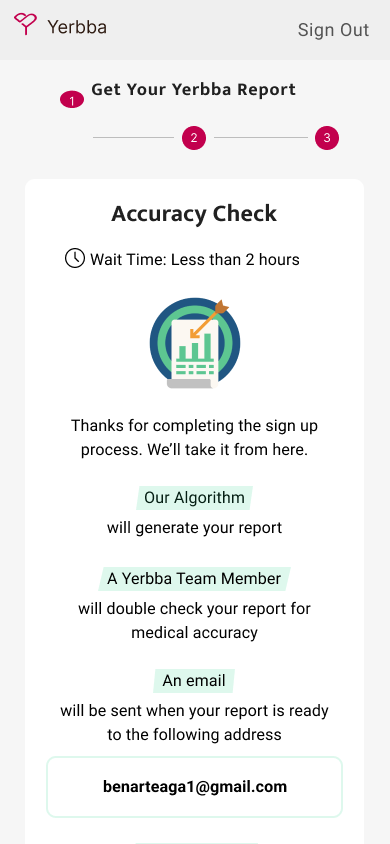 Yerbba
Sign Out
1
Get Your Yerbba Report
2
3
Accuracy Check
Wait Time: Less than 2 hours
Thanks for completing the sign up
process. We’ll take it from here.
Our Algorithm
will generate your report
A Yerbba Team Member
will double check your report for
medical accuracy
An email
will be sent when your report is ready
to the following address
benarteaga1@gmail.com